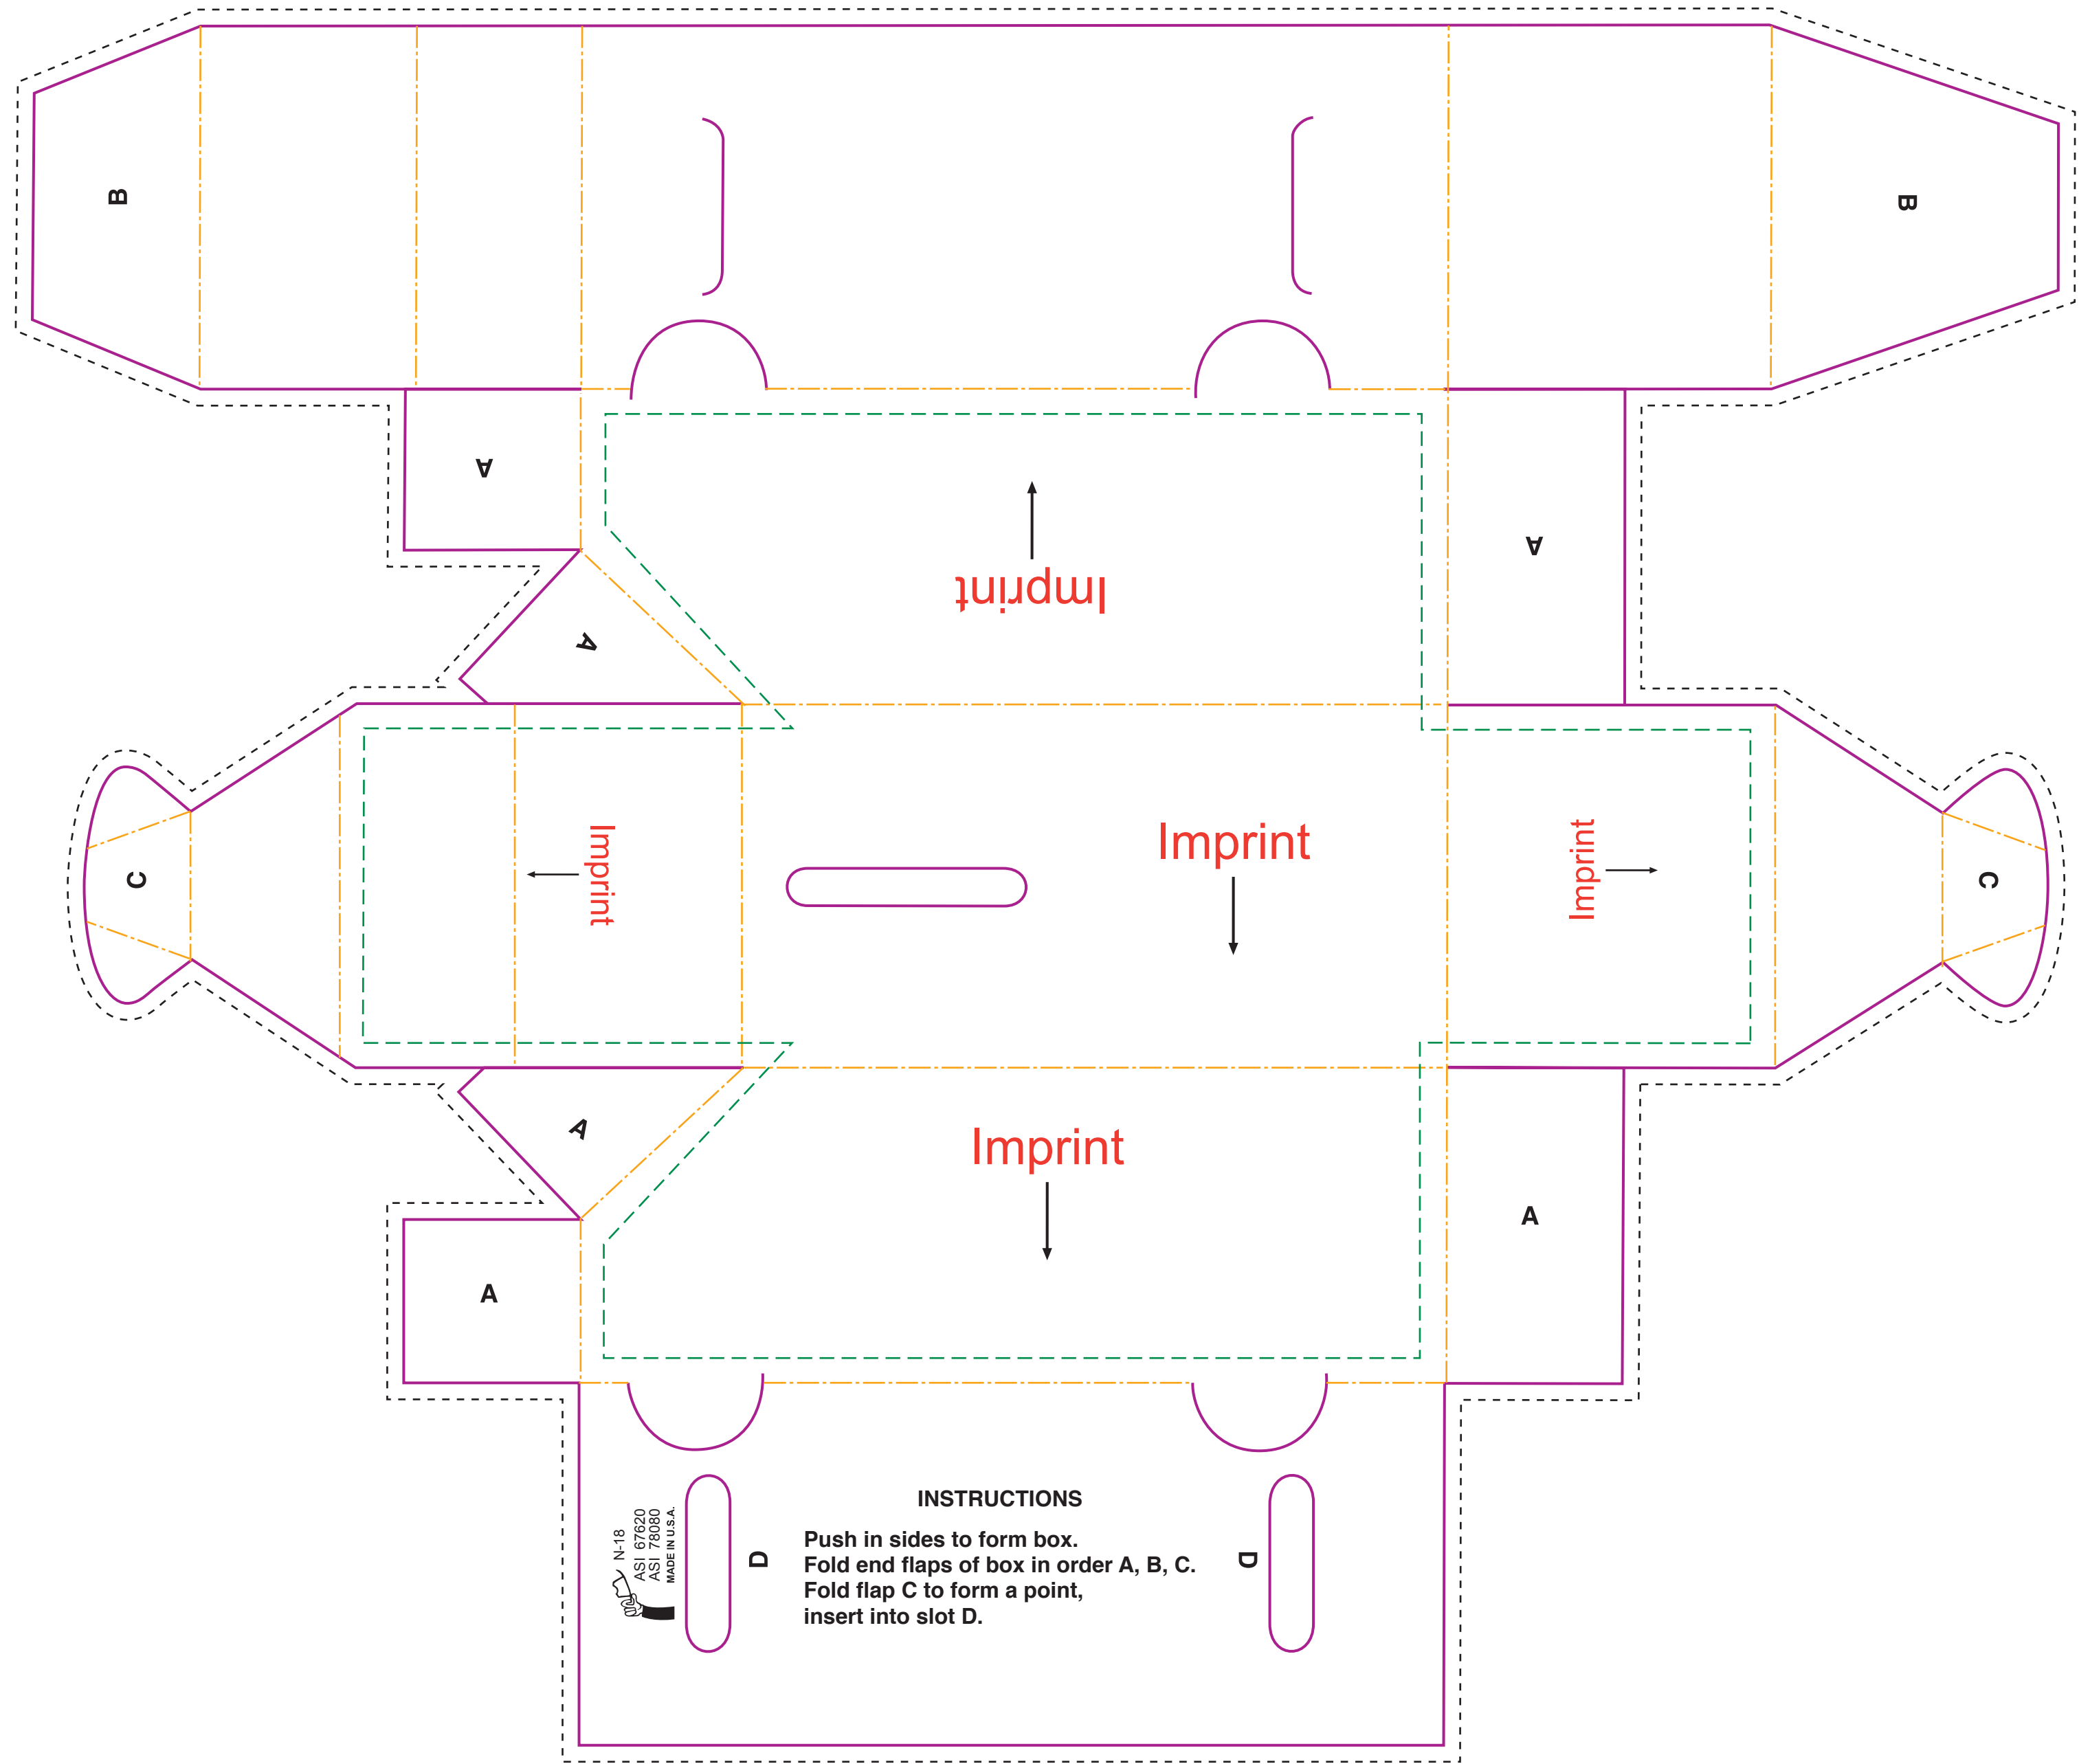 B
B
A
A
Imprint
A
Imprint
Imprint
Imprint
C
C
Imprint
A
A
A
INSTRUCTIONS
Push in sides to form box.
Fold end flaps of box in order A, B, C.
Fold flap C to form a point,
insert into slot D.
D
D
N-18
ASI 67620
ASI 78080
MADE IN U.S.A.